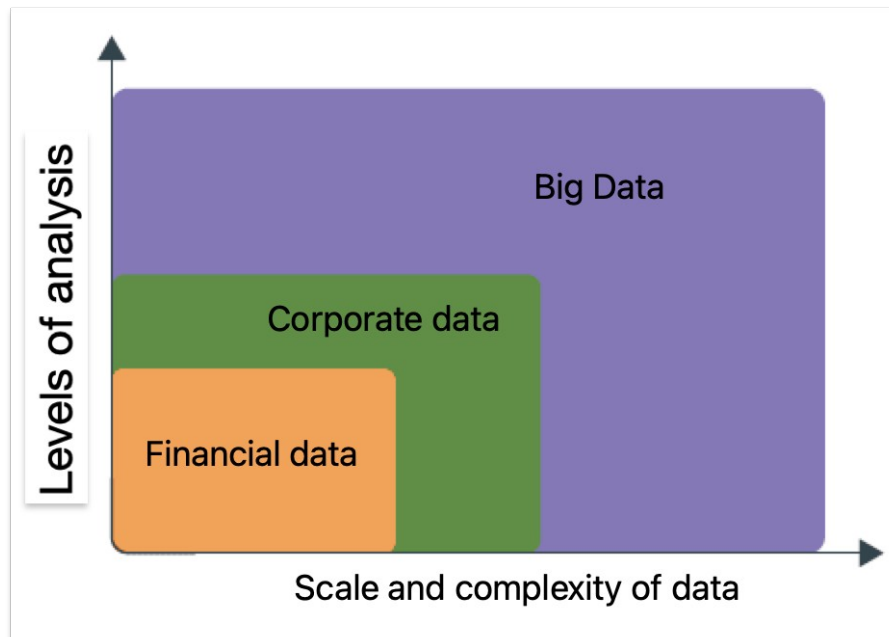 Levels of analysis
Big Data
Corporate data
Financial data
Scale and complexity of data